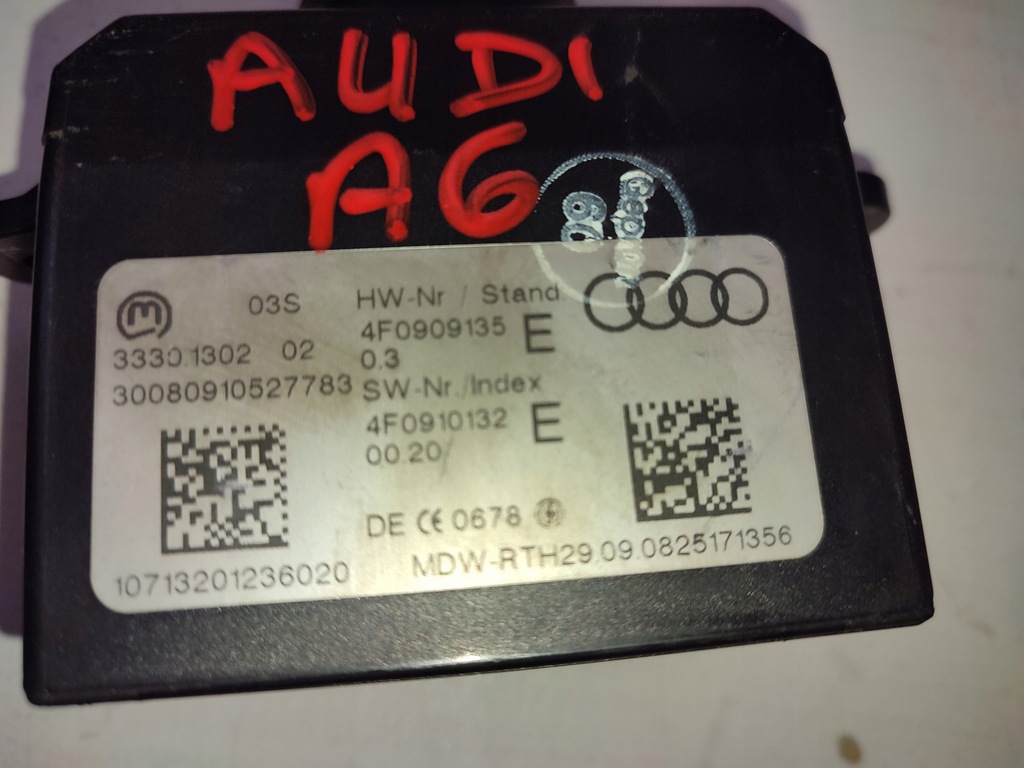 AUDI
A6
60
03S
HW-Nr / Stand
4F0909135 E
3330.1302 02
0.3
30080910527783
SW-Nr./Index
4F0910132 E
00.20
DE CE 0678
10713201236020
MDW-RTH29.09.0825171356